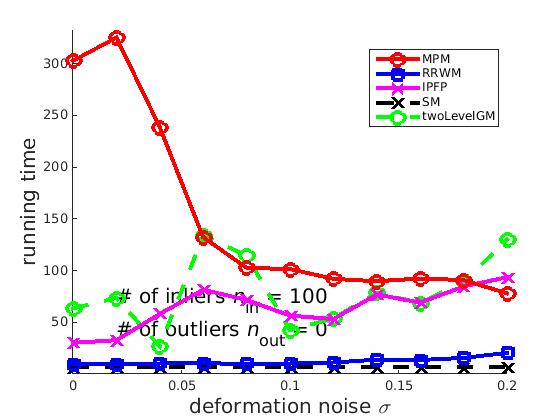 300
250
200
150
100
50
0
0.05
0.1
0.15
0.2
running time
deformation noise σ
MPM
RRWM
IPFP
SM
twoLevelGM
# of inliers n_in = 100
# of outliers n_out = 0